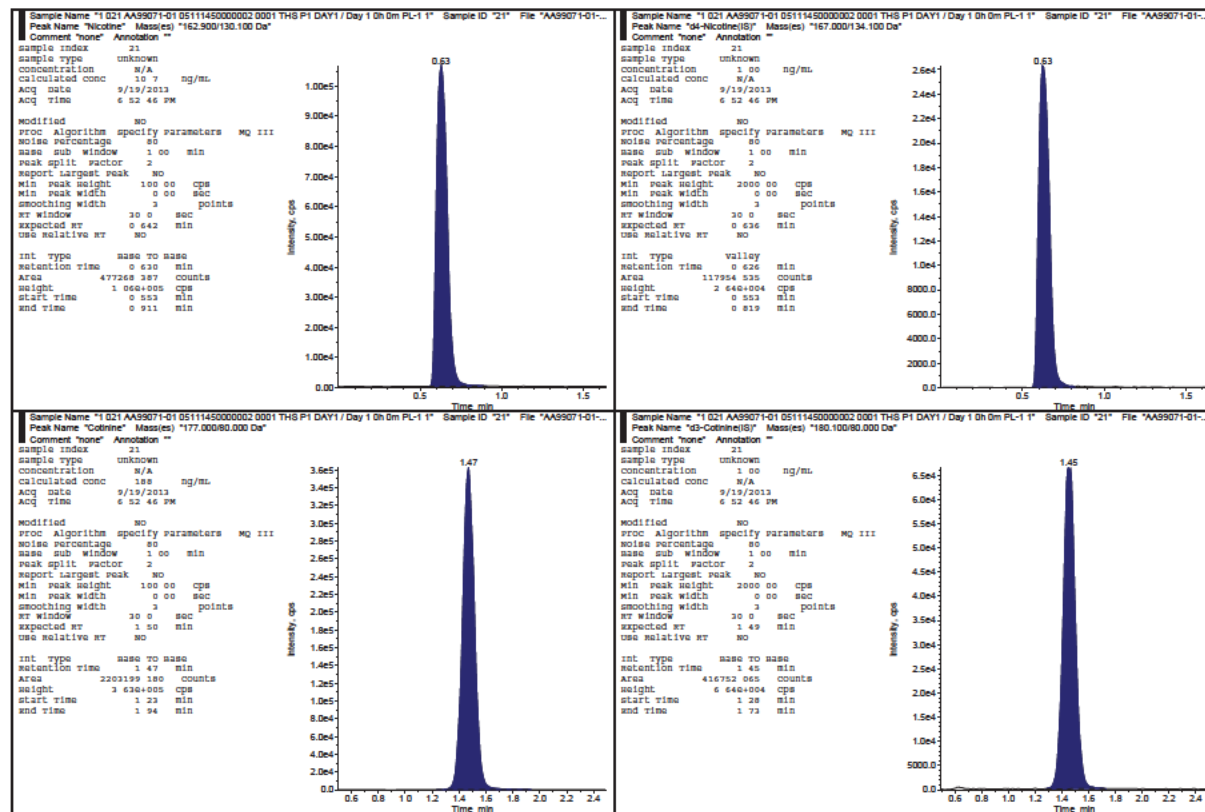 Sample Name "1 021 AA99071-01 05111450000002 0001 THS P1 DAY1 / Day 1 0h 0m PL-1 1" Sample ID "21" File "AA99071-01-...
Peak Name "Nicotine" Mass(es) "162.900/130.100 Da"
Comment "none" Annotation ""
Sample Index 21
Sample Type Unknown
Concentration N/A
Calculated Conc 10 7 ng/mL
Acq Date 9/19/2013
Acq Time 6 52 46 PM
Modified NO
Proc Algorithm Specify Parameters MQ III
Noise Percentage 80
Base Sub Window 1 00 min
Peak Split Factor 2
Report Largest Peak NO
Min Peak Height 100 00 cps
Min Peak Width 0 00 sec
Smoothing Width 3 points
RT Window 30 0 sec
Expected RT 0 642 min
Use Relative RT NO
Int Type Base To Base
Retention Time 0 630 min
Area 477268 387 counts
Height 1 06e+005 cps
Start Time 0 553 min
End Time 0 911 min
0.63
Intensity, cps
1.00e5
9.00e4
8.00e4
7.00e4
6.00e4
5.00e4
4.00e4
3.00e4
2.00e4
1.00e4
0.00
0.5 1.0 1.5
Time min
Sample Name "1 021 AA99071-01 05111450000002 0001 THS P1 DAY1 / Day 1 0h 0m PL-1 1" Sample ID "21" File "AA99071-01-...
Peak Name "d4-Nicotine(IS)" Mass(es) "167.000/134.100 Da"
Comment "none" Annotation ""
Sample Index 21
Sample Type Unknown
Concentration 1 00 ng/mL
Calculated Conc N/A
Acq Date 9/19/2013
Acq Time 6 52 46 PM
Modified NO
Proc Algorithm Specify Parameters MQ III
Noise Percentage 80
Base Sub Window 1 00 min
Peak Split Factor 2
Report Largest Peak NO
Min Peak Height 2000 00 cps
Min Peak Width 0 00 sec
Smoothing Width 3 points
RT Window 30 0 sec
Expected RT 0 636 min
Use Relative RT NO
Int Type Valley
Retention Time 0 626 min
Area 117954 535 counts
Height 2 64e+004 cps
Start Time 0 553 min
End Time 0 819 min
0.63
Intensity, cps
2.6e4
2.4e4
2.2e4
2.0e4
1.8e4
1.6e4
1.4e4
1.2e4
1.0e4
8000.0
6000.0
4000.0
2000.0
0.0
0.5 1.0 1.5
Time min
Sample Name "1 021 AA99071-01 05111450000002 0001 THS P1 DAY1 / Day 1 0h 0m PL-1 1" Sample ID "21" File "AA99071-01-...
Peak Name "Cotinine" Mass(es) "177.000/80.000 Da"
Comment "none" Annotation ""
Sample Index 21
Sample Type Unknown
Concentration N/A
Calculated Conc 188 ng/mL
Acq Date 9/19/2013
Acq Time 6 52 46 PM
Modified NO
Proc Algorithm Specify Parameters MQ III
Noise Percentage 80
Base Sub Window 1 00 min
Peak Split Factor 2
Report Largest Peak NO
Min Peak Height 100 00 cps
Min Peak Width 0 00 sec
Smoothing Width 3 points
RT Window 30 0 sec
Expected RT 1 50 min
Use Relative RT NO
Int Type Base To Base
Retention Time 1 47 min
Area 2203199 180 counts
Height 3 63e+005 cps
Start Time 1 23 min
End Time 1 94 min
1.47
Intensity, cps
3.6e5
3.4e5
3.2e5
3.0e5
2.8e5
2.6e5
2.4e5
2.2e5
2.0e5
1.8e5
1.6e5
1.4e5
1.2e5
1.0e5
8.0e4
6.0e4
4.0e4
2.0e4
0.0
0.6 0.8 1.0 1.2 1.4 1.6 1.8 2.0 2.2 2.4
Time min
Sample Name "1 021 AA99071-01 05111450000002 0001 THS P1 DAY1 / Day 1 0h 0m PL-1 1" Sample ID "21" File "AA99071-01-...
Peak Name "d3-Cotinine(IS)" Mass(es) "180.100/80.000 Da"
Comment "none" Annotation ""
Sample Index 21
Sample Type Unknown
Concentration 1 00 ng/mL
Calculated Conc N/A
Acq Date 9/19/2013
Acq Time 6 52 46 PM
Modified NO
Proc Algorithm Specify Parameters MQ III
Noise Percentage 80
Base Sub Window 1 00 min
Peak Split Factor 2
Report Largest Peak NO
Min Peak Height 2000 00 cps
Min Peak Width 0 00 sec
Smoothing Width 3 points
RT Window 30 0 sec
Expected RT 1 49 min
Use Relative RT NO
Int Type Base To Base
Retention Time 1 45 min
Area 416752 065 counts
Height 6 64e+004 cps
Start Time 1 28 min
End Time 1 73 min
1.45
Intensity, cps
6.5e4
6.0e4
5.5e4
5.0e4
4.5e4
4.0e4
3.5e4
3.0e4
2.5e4
2.0e4
1.5e4
1.0e4
5000.0
0.0
0.6 0.8 1.0 1.2 1.4 1.6 1.8 2.0 2.2 2.4
Time min